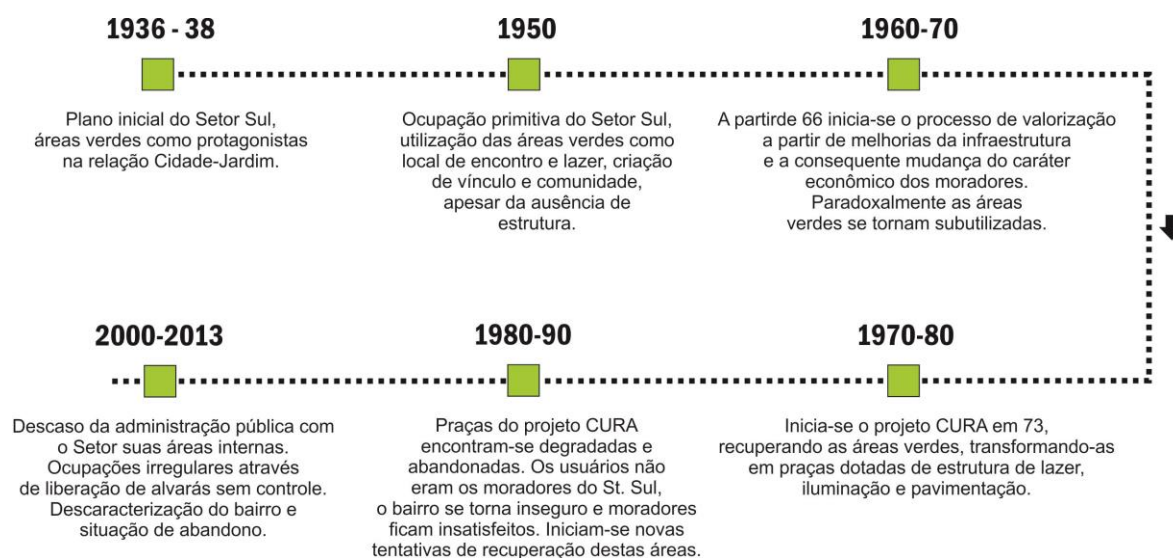 1936 - 38
Plano inicial do Setor Sul,
áreas verdes como protagonistas
na relação Cidade-Jardim.
1950
Ocupação primitiva do Setor Sul,
utilização das áreas verdes como
local de encontro e lazer, criação
de vínculo e comunidade,
apesar da ausência de
estrutura.
1960-70
A partirde 66 inicia-se o processo de valorização
a partir de melhorias da infraestrutura
e a consequente mudança do caráter
econômico dos moradores.
Paradoxalmente as áreas
verdes se tornam subutilizadas.
1970-80
Inicia-se o projeto CURA em 73,
recuperando as áreas verdes, transformando-as
em praças dotadas de estrutura de lazer,
iluminação e pavimentação.
1980-90
Praças do projeto CURA
encontram-se degradadas e
abandonadas. Os usuários não
eram os moradores do St. Sul,
o bairro se torna inseguro e moradores
ficam insatisfeitos. Iniciam-se novas
tentativas de recuperação destas áreas.
2000-2013
Descaso da administração pública com
o Setor suas áreas internas.
Ocupações irregulares através
de liberação de alvarás sem controle.
Descaracterização do bairro e
situação de abandono.